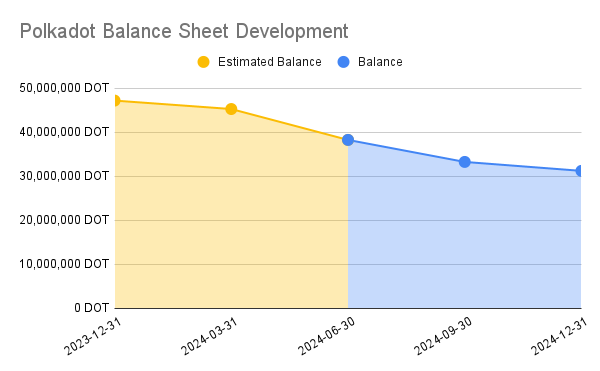 Polkadot Balance Sheet Development
Estimated Balance
Balance
50,000,000 DOT
40,000,000 DOT
30,000,000 DOT
20,000,000 DOT
10,000,000 DOT
0 DOT
2023-12-31
2024-03-31
2024-06-30
2024-09-30
2024-12-31